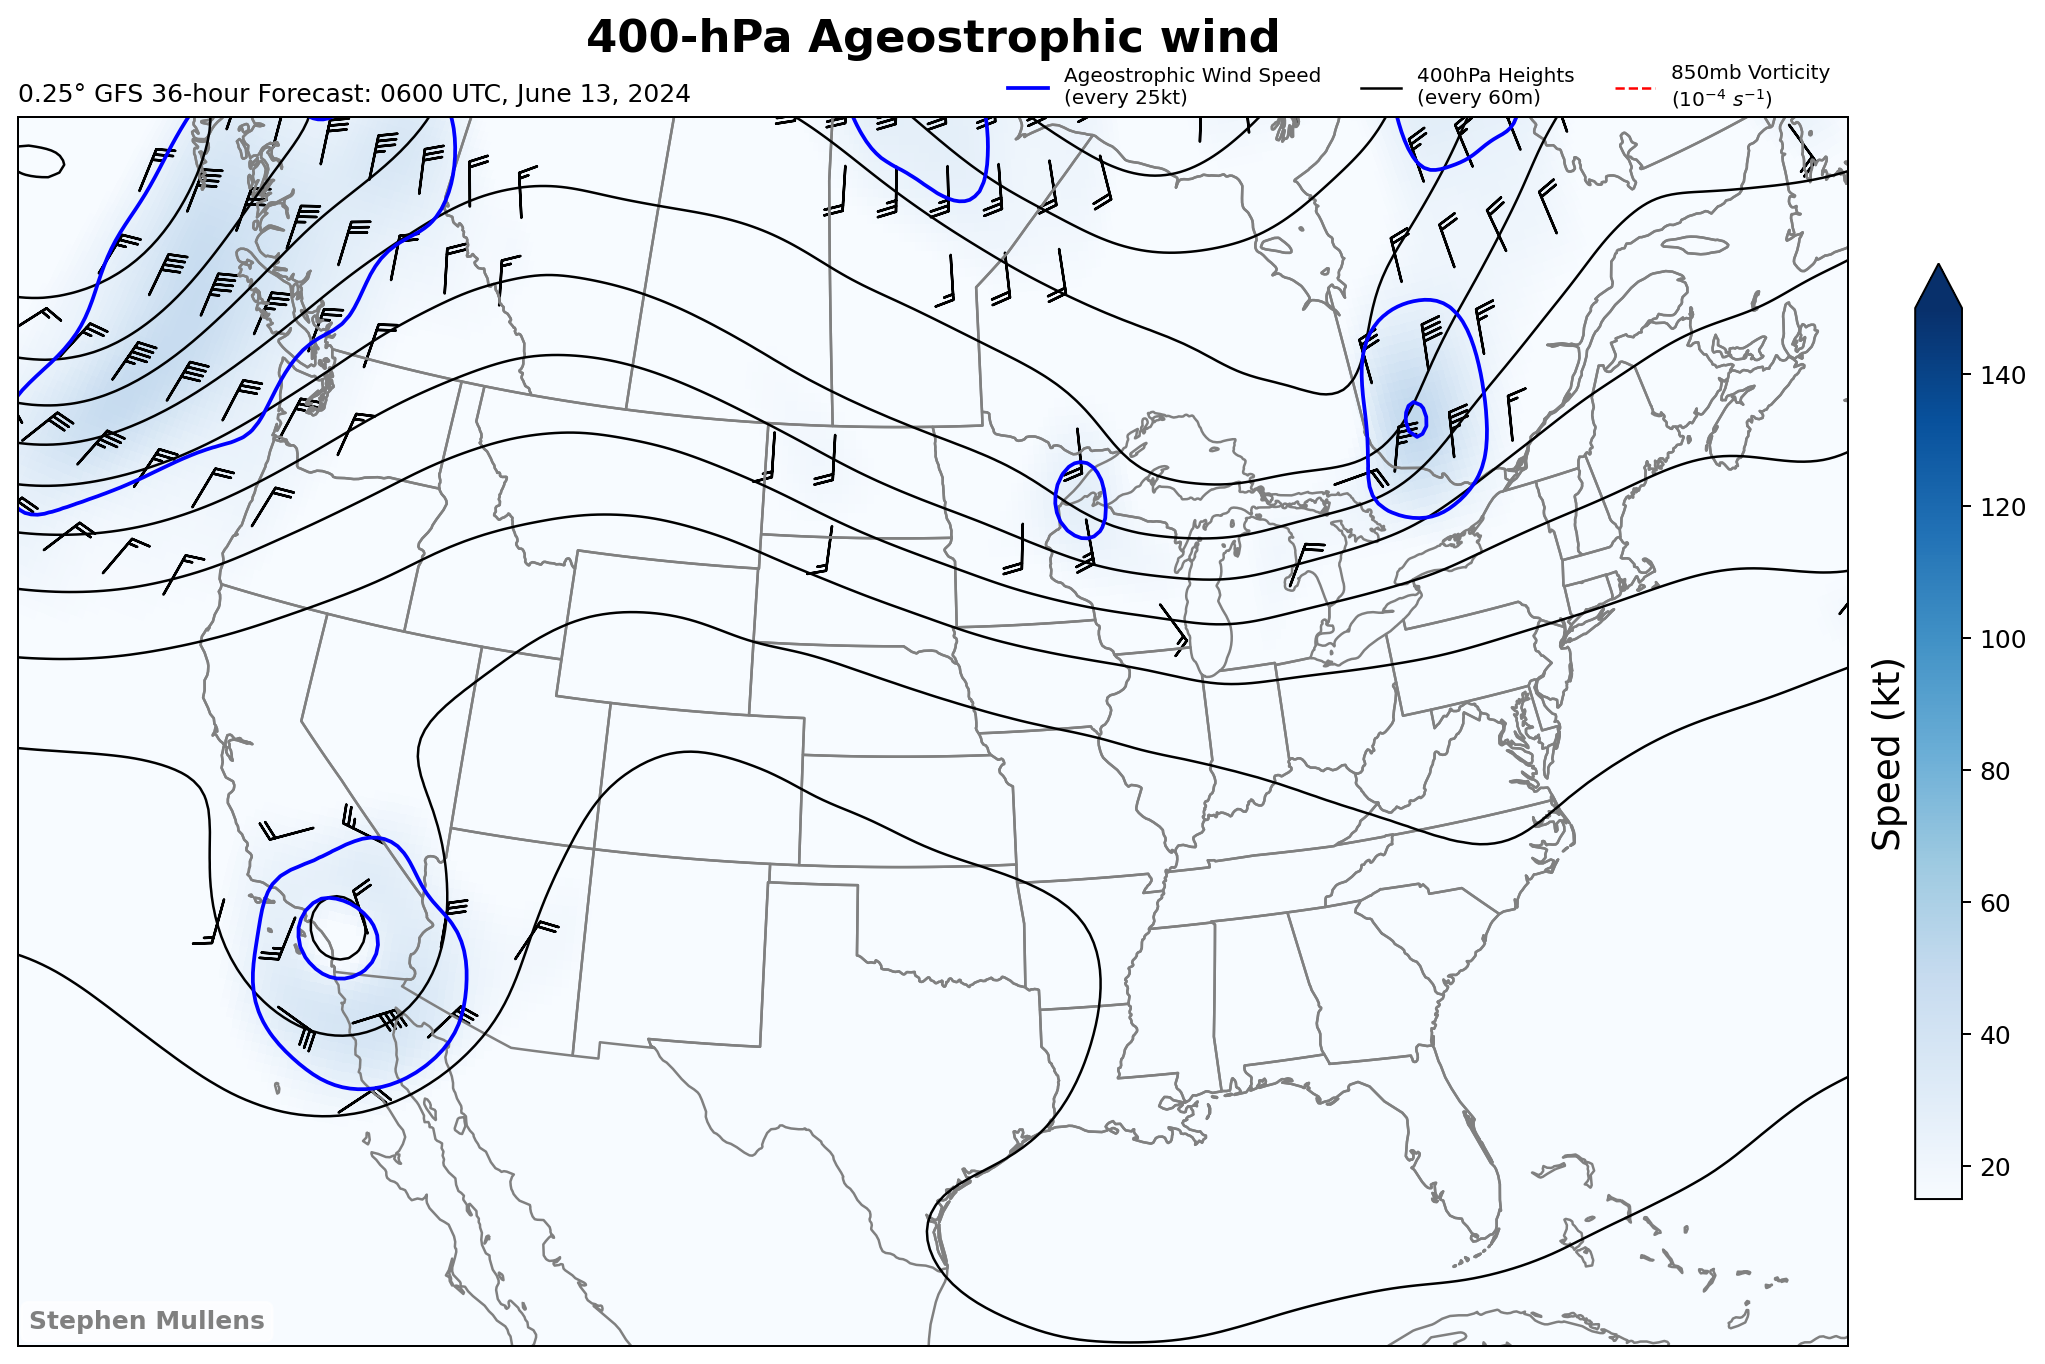 400-hPa Ageostrophic wind
0.25° GFS 36-hour Forecast: 0600 UTC, June 13, 2024
Ageostrophic Wind Speed
(every 25kt)
400hPa Heights
(every 60m)
850mb Vorticity
(10⁻⁴ s⁻¹)
140
120
100
80
60
40
20
Speed (kt)
Stephen Mullens